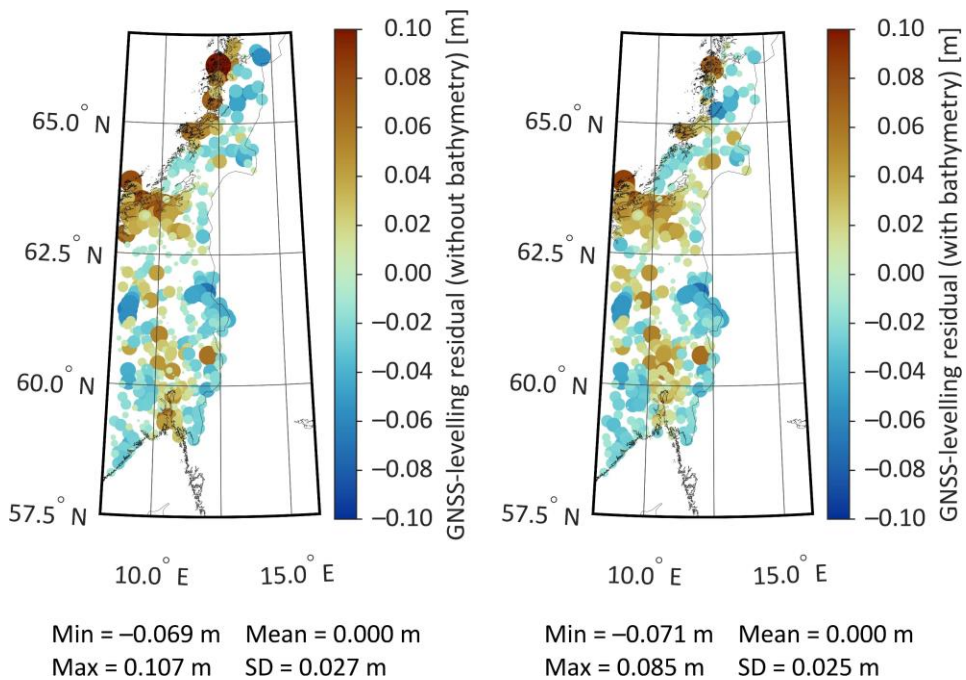 65.0° N
62.5° N
60.0° N
57.5° N
10.0° E 15.0° E
0.10
0.08
0.06
0.04
0.02
0.00
−0.02
−0.04
−0.06
−0.08
−0.10
GNSS-levelling residual (without bathymetry) [m]
Min = −0.069 m Mean = 0.000 m
Max = 0.107 m SD = 0.027 m
65.0° N
62.5° N
60.0° N
57.5° N
10.0° E 15.0° E
0.10
0.08
0.06
0.04
0.02
0.00
−0.02
−0.04
−0.06
−0.08
−0.10
GNSS-levelling residual (with bathymetry) [m]
Min = −0.071 m Mean = 0.000 m
Max = 0.085 m SD = 0.025 m